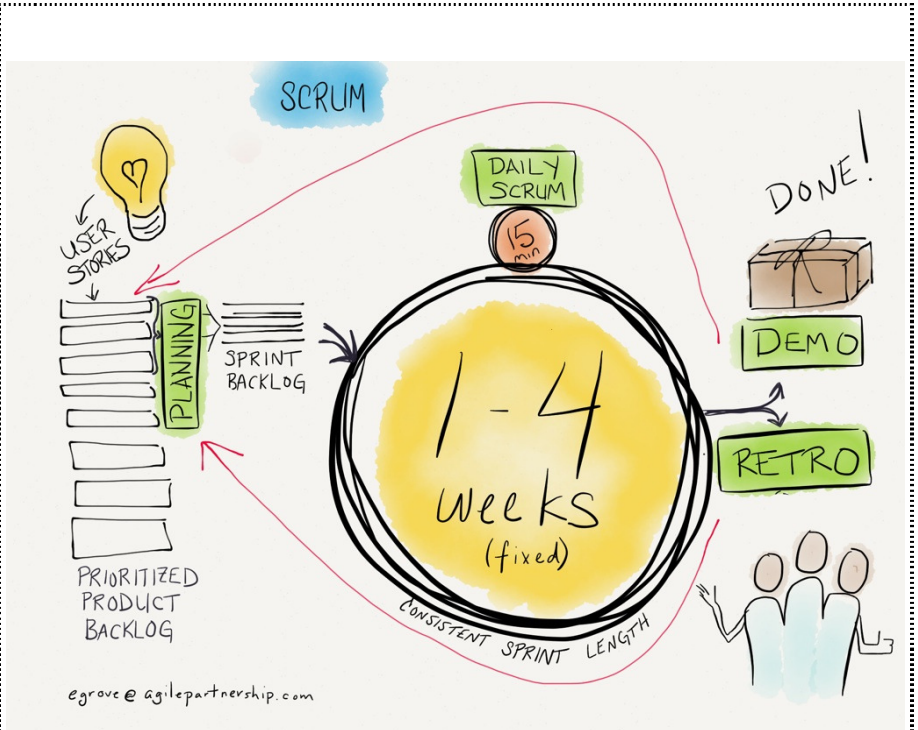 SCRUM
DAILY
SCRUM
15
min
DONE!
USER
STORIES
PLANNING
SPRINT
BACKLOG
1-4
weeks
(fixed)
DEMO
RETRO
CONSISTENT SPRINT LENGTH
PRIORITIZED
PRODUCT
BACKLOG
egrove@agilepartnership.com